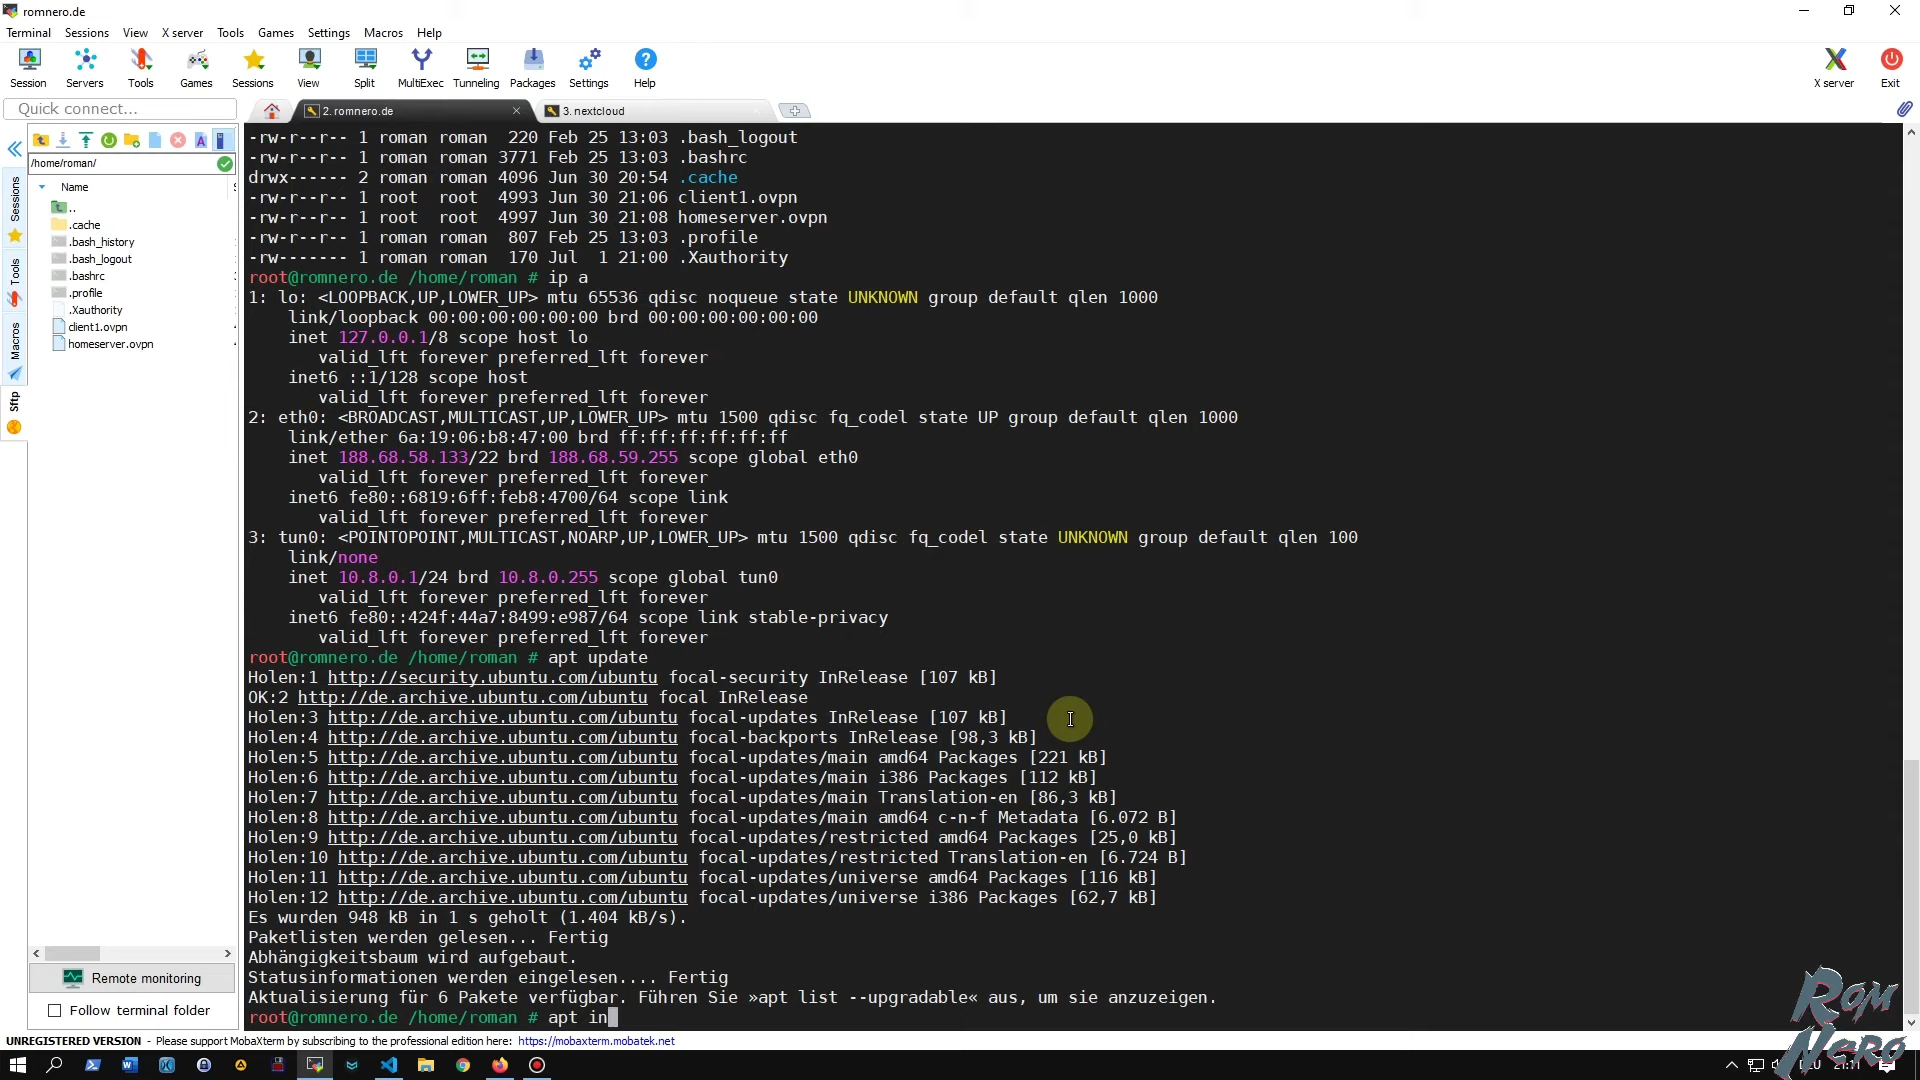 romnero.de
Terminal Sessions View X server Tools Games Settings Macros Help
Session Servers Tools Games Sessions View Split MultiExec Tunneling Packages Settings Help X server Exit
Quick connect...
2. romnero.de
3. nextcloud
/home/roman/
Name
..
.cache
.bash_history
.bash_logout
.bashrc
.profile
.Xauthority
client1.ovpn
homeserver.ovpn
Sessions
Tools
Macros
Sftp
Remote monitoring
Follow terminal folder
-rw-r--r-- 1 roman roman  220 Feb 25 13:03 .bash_logout
-rw-r--r-- 1 roman roman 3771 Feb 25 13:03 .bashrc
drwx------ 2 roman roman 4096 Jun 30 20:54 .cache
-rw-r--r-- 1 root  root  4993 Jun 30 21:06 client1.ovpn
-rw-r--r-- 1 root  root  4997 Jun 30 21:08 homeserver.ovpn
-rw-r--r-- 1 roman roman  807 Feb 25 13:03 .profile
-rw------- 1 roman roman  170 Jul  1 21:00 .Xauthority
root@romnero.de /home/roman # ip a
1: lo: <LOOPBACK,UP,LOWER_UP> mtu 65536 qdisc noqueue state UNKNOWN group default qlen 1000
link/loopback 00:00:00:00:00:00 brd 00:00:00:00:00:00
inet 127.0.0.1/8 scope host lo
valid_lft forever preferred_lft forever
inet6 ::1/128 scope host
valid_lft forever preferred_lft forever
2: eth0: <BROADCAST,MULTICAST,UP,LOWER_UP> mtu 1500 qdisc fq_codel state UP group default qlen 1000
link/ether 6a:19:06:b8:47:00 brd ff:ff:ff:ff:ff:ff
inet 188.68.58.133/22 brd 188.68.59.255 scope global eth0
valid_lft forever preferred_lft forever
inet6 fe80::6819:6ff:feb8:4700/64 scope link
valid_lft forever preferred_lft forever
3: tun0: <POINTOPOINT,MULTICAST,NOARP,UP,LOWER_UP> mtu 1500 qdisc fq_codel state UNKNOWN group default qlen 100
link/none
inet 10.8.0.1/24 brd 10.8.0.255 scope global tun0
valid_lft forever preferred_lft forever
inet6 fe80::424f:44a7:8499:e987/64 scope link stable-privacy
valid_lft forever preferred_lft forever
root@romnero.de /home/roman # apt update
Holen:1 http://security.ubuntu.com/ubuntu focal-security InRelease [107 kB]
OK:2 http://de.archive.ubuntu.com/ubuntu focal InRelease
Holen:3 http://de.archive.ubuntu.com/ubuntu focal-updates InRelease [107 kB]
Holen:4 http://de.archive.ubuntu.com/ubuntu focal-backports InRelease [98,3 kB]
Holen:5 http://de.archive.ubuntu.com/ubuntu focal-updates/main amd64 Packages [221 kB]
Holen:6 http://de.archive.ubuntu.com/ubuntu focal-updates/main i386 Packages [112 kB]
Holen:7 http://de.archive.ubuntu.com/ubuntu focal-updates/main Translation-en [86,3 kB]
Holen:8 http://de.archive.ubuntu.com/ubuntu focal-updates/main amd64 c-n-f Metadata [6.072 B]
Holen:9 http://de.archive.ubuntu.com/ubuntu focal-updates/restricted amd64 Packages [25,0 kB]
Holen:10 http://de.archive.ubuntu.com/ubuntu focal-updates/restricted Translation-en [6.724 B]
Holen:11 http://de.archive.ubuntu.com/ubuntu focal-updates/universe amd64 Packages [116 kB]
Holen:12 http://de.archive.ubuntu.com/ubuntu focal-updates/universe i386 Packages [62,7 kB]
Es wurden 948 kB in 1 s geholt (1.404 kB/s).
Paketlisten werden gelesen... Fertig
Abhängigkeitsbaum wird aufgebaut.
Statusinformationen werden eingelesen.... Fertig
Aktualisierung für 6 Pakete verfügbar. Führen Sie »apt list --upgradable« aus, um sie anzuzeigen.
root@romnero.de /home/roman # apt in
UNREGISTERED VERSION - Please support MobaXterm by subscribing to the professional edition here: https://mobaxterm.mobatek.net
21:11
Rom
Nero